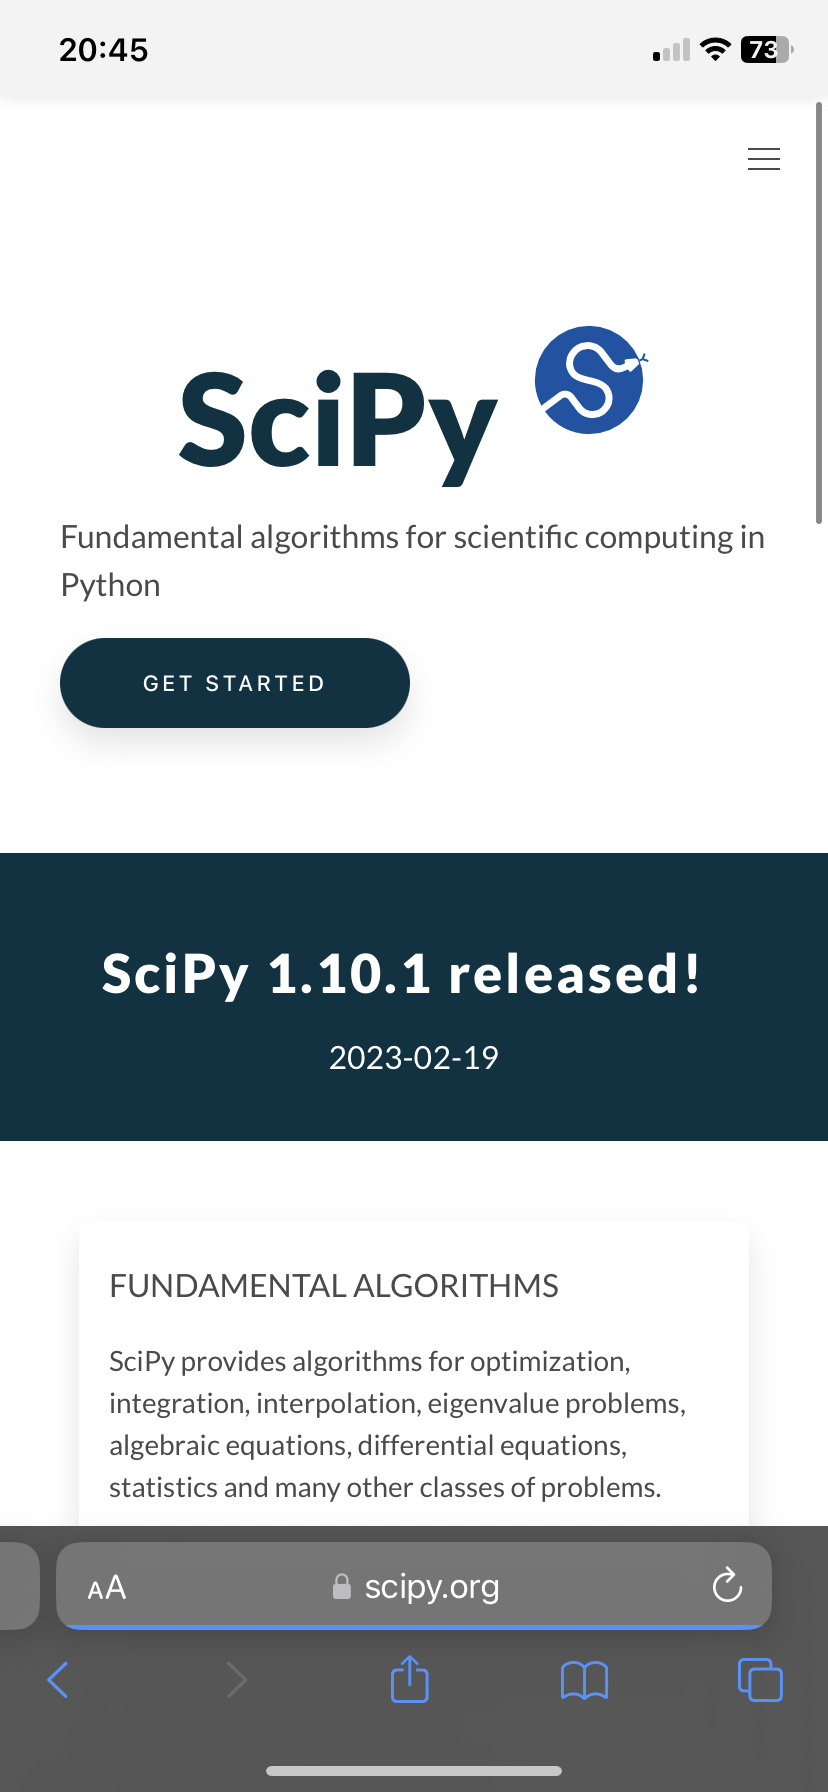 20:45
73
SciPy
Fundamental algorithms for scientific computing in
Python
GET STARTED
SciPy 1.10.1 released!
2023-02-19
FUNDAMENTAL ALGORITHMS
SciPy provides algorithms for optimization,
integration, interpolation, eigenvalue problems,
algebraic equations, differential equations,
statistics and many other classes of problems.
AA scipy.org